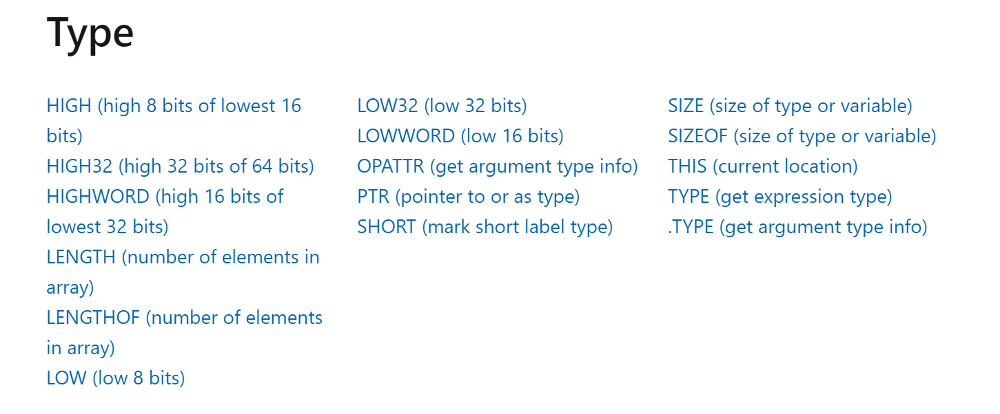 Type
HIGH (high 8 bits of lowest 16
bits)
HIGH32 (high 32 bits of 64 bits)
HIGHWORD (high 16 bits of
lowest 32 bits)
LENGTH (number of elements in
array)
LENGTHOF (number of elements
in array)
LOW (low 8 bits)
LOW32 (low 32 bits)
LOWWORD (low 16 bits)
OPATTR (get argument type info)
PTR (pointer to or as type)
SHORT (mark short label type)
SIZE (size of type or variable)
SIZEOF (size of type or variable)
THIS (current location)
TYPE (get expression type)
.TYPE (get argument type info)